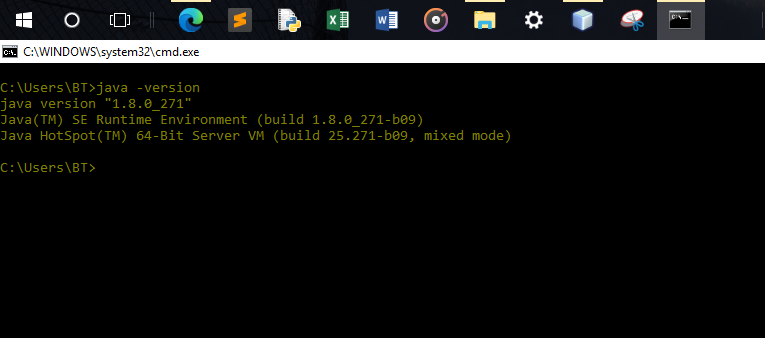 C:\WINDOWS\system32\cmd.exe
C:\Users\BT>java -version
java version "1.8.0_271"
Java(TM) SE Runtime Environment (build 1.8.0_271-b09)
Java HotSpot(TM) 64-Bit Server VM (build 25.271-b09, mixed mode)
C:\Users\BT>